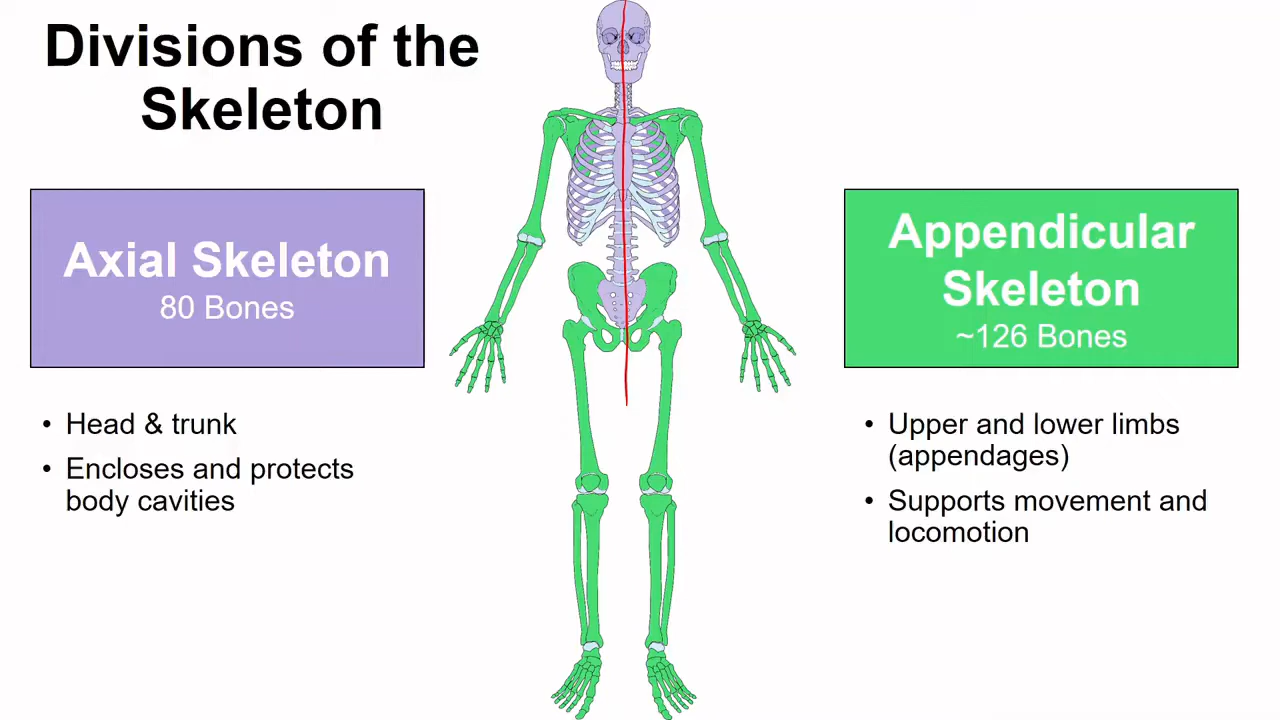 Divisions of the
Skeleton
Axial Skeleton
80 Bones
• Head & trunk
• Encloses and protects
body cavities
Appendicular
Skeleton
~126 Bones
• Upper and lower limbs
(appendages)
• Supports movement and
locomotion